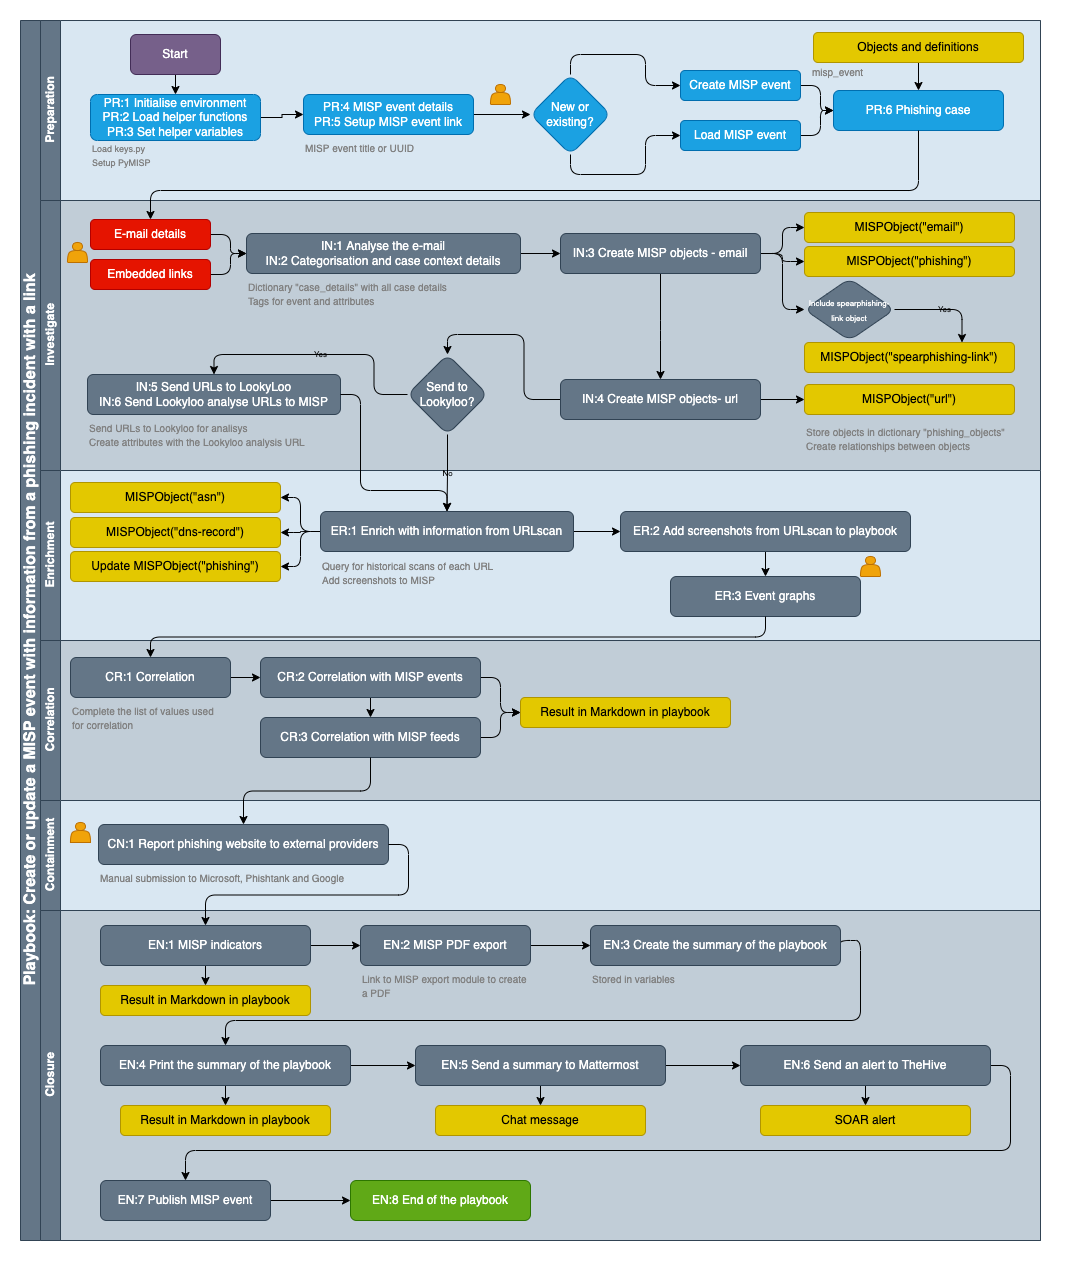 Playbook: Create or update a MISP event with information from a phishing incident with a link
Preparation
Start
PR:1 Initialise environment
PR:2 Load helper functions
PR:3 Set helper variables
Load keys.py
Setup PyMISP
PR:4 MISP event details
PR:5 Setup MISP event link
MISP event title or UUID
New or
existing?
Create MISP event
Load MISP event
Objects and definitions
misp_event
PR:6 Phishing case
Investigate
E-mail details
Embedded links
IN:1 Analyse the e-mail
IN:2 Categorisation and case context details
Dictionary "case_details" with all case details
Tags for event and attributes
IN:3 Create MISP objects - email
MISPObject("email")
MISPObject("phishing")
Include spearphishing-
link object
Yes
MISPObject("spearphishing-link")
IN:4 Create MISP objects- url
MISPObject("url")
Store objects in dictionary "phishing_objects"
Create relationships between objects
Send to
Lookyloo?
Yes
No
IN:5 Send URLs to LookyLoo
IN:6 Send Lookyloo analyse URLs to MISP
Send URLs to Lookyloo for analisys
Create attributes with the Lookyloo analysis URL
Enrichment
MISPObject("asn")
MISPObject("dns-record")
Update MISPObject("phishing")
ER:1 Enrich with information from URLscan
Query for historical scans of each URL
Add screenshots to MISP
ER:2 Add screenshots from URLscan to playbook
ER:3 Event graphs
Correlation
CR:1 Correlation
Complete the list of values used
for correlation
CR:2 Correlation with MISP events
CR:3 Correlation with MISP feeds
Result in Markdown in playbook
Containment
CN:1 Report phishing website to external providers
Manual submission to Microsoft, Phishtank and Google
Closure
EN:1 MISP indicators
Result in Markdown in playbook
EN:2 MISP PDF export
Link to MISP export module to create
a PDF
EN:3 Create the summary of the playbook
Stored in variables
EN:4 Print the summary of the playbook
Result in Markdown in playbook
EN:5 Send a summary to Mattermost
Chat message
EN:6 Send an alert to TheHive
SOAR alert
EN:7 Publish MISP event
EN:8 End of the playbook